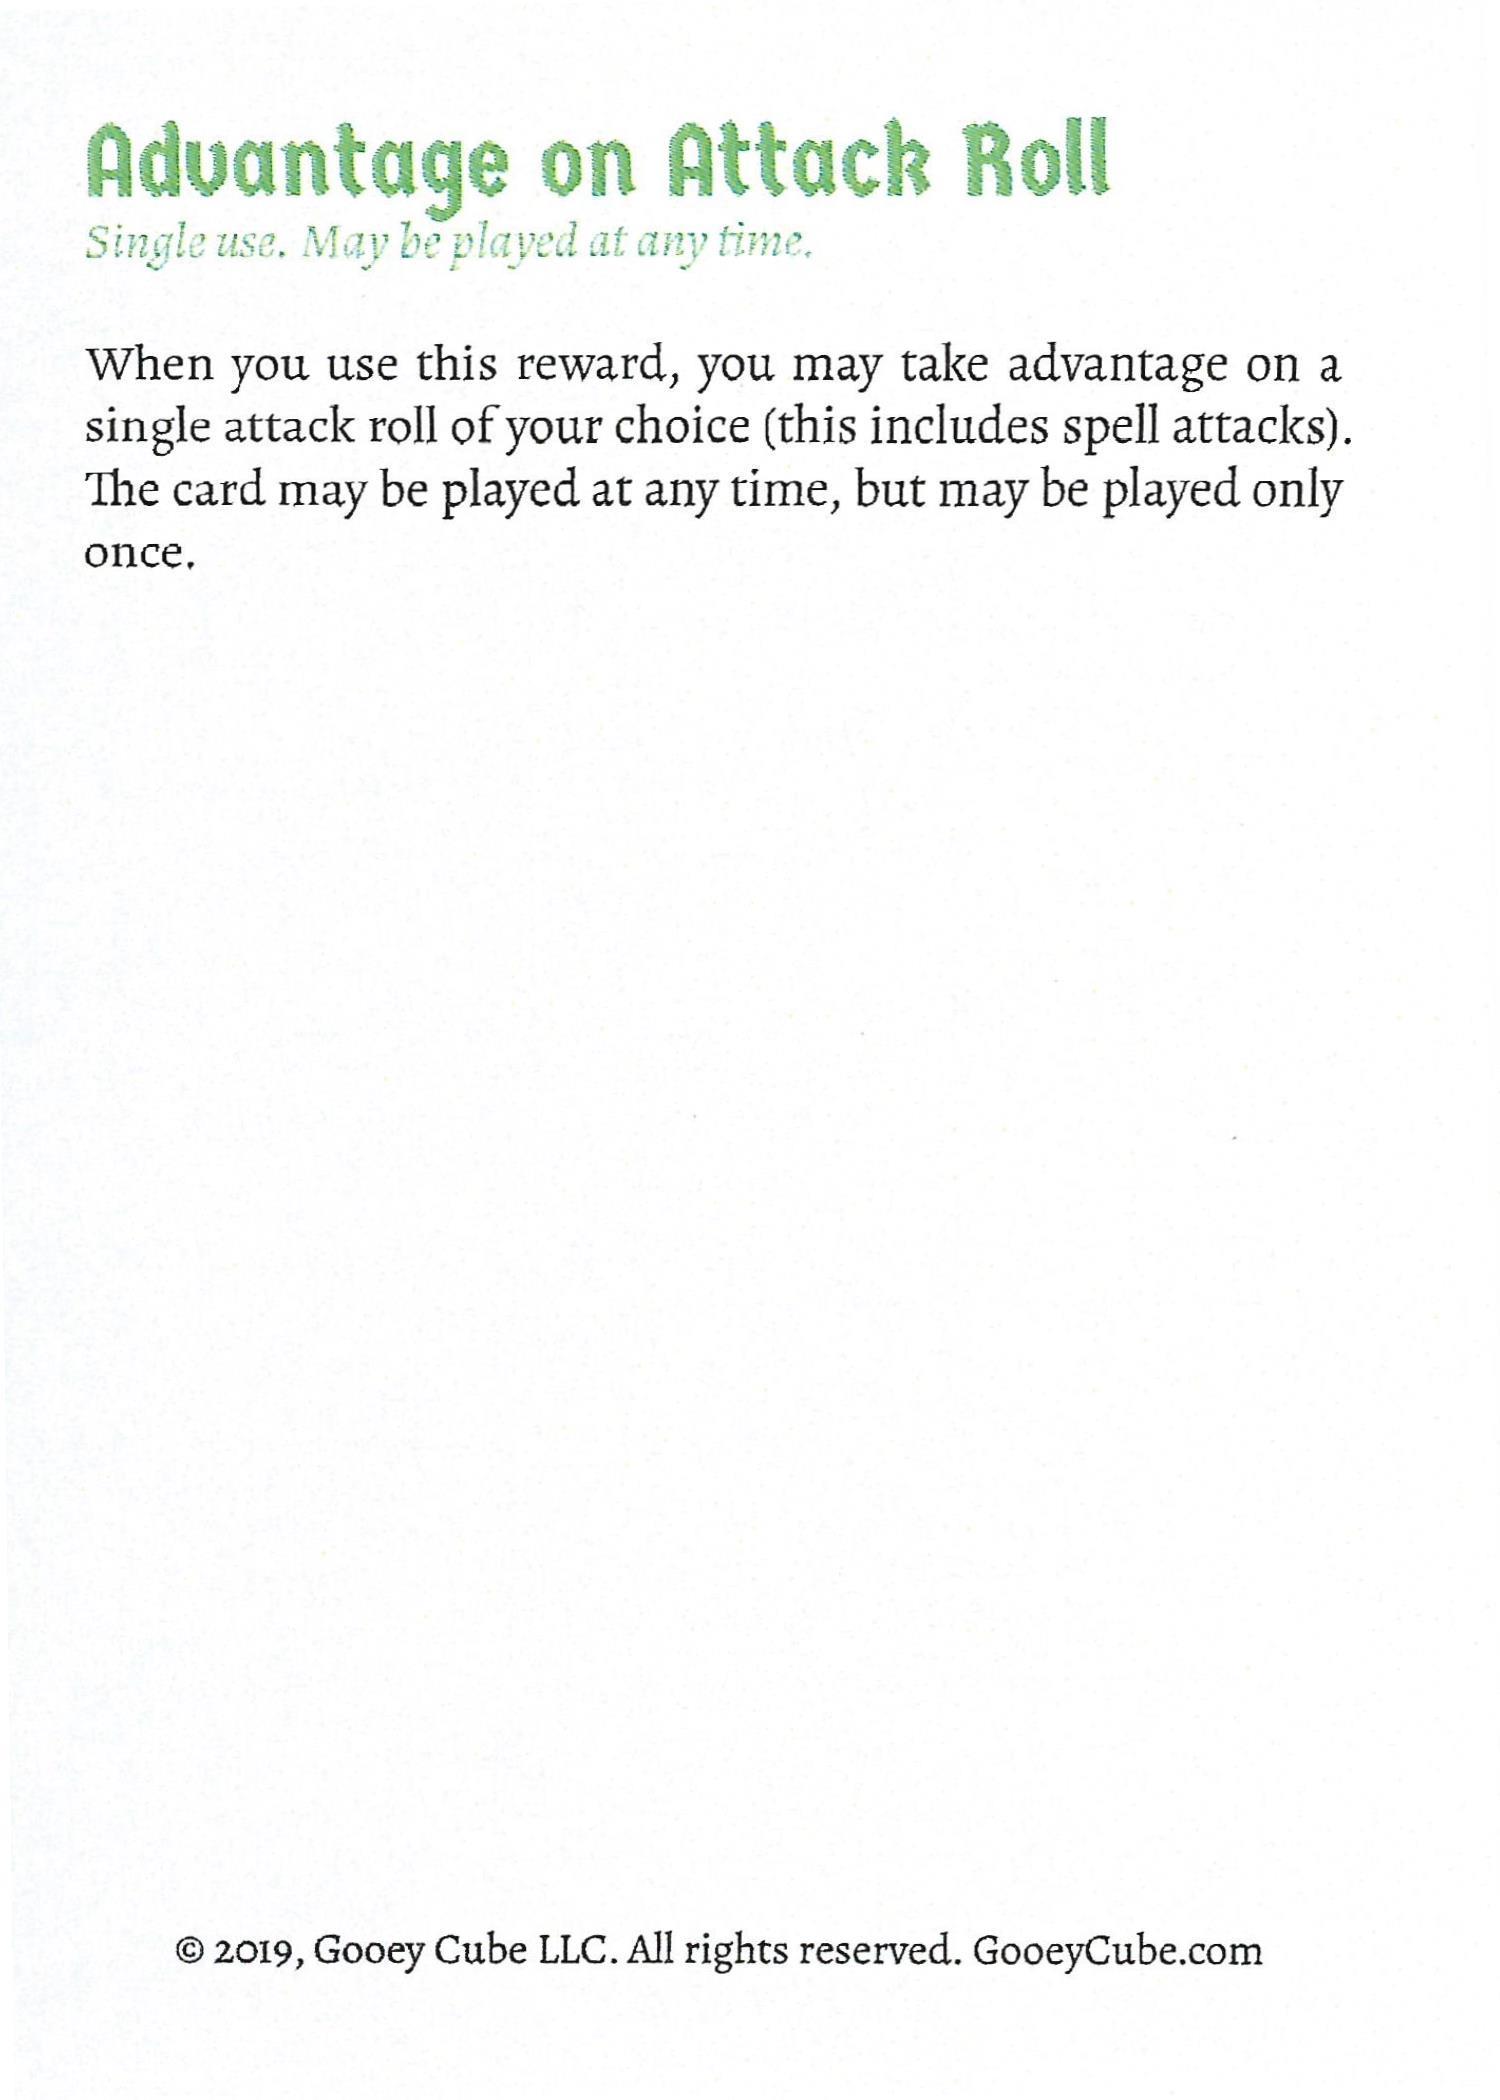 Advantage on Attack Roll
Single use. May be played at any time.
When you use this reward, you may take advantage on a
single attack roll of your choice (this includes spell attacks).
The card may be played at any time, but may be played only
once.
© 2019, Gooey Cube LLC. All rights reserved. GooeyCube.com